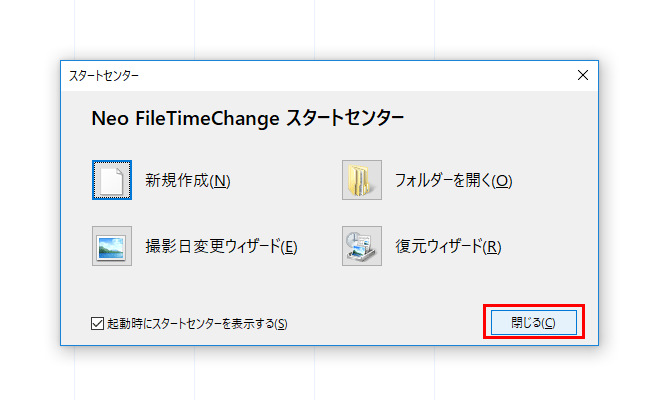 スタートセンター
Neo FileTimeChange スタートセンター
新規作成(N)
フォルダーを開く(O)
撮影日変更ウィザード(E)
復元ウィザード(R)
起動時にスタートセンターを表示する(S)
閉じる(C)